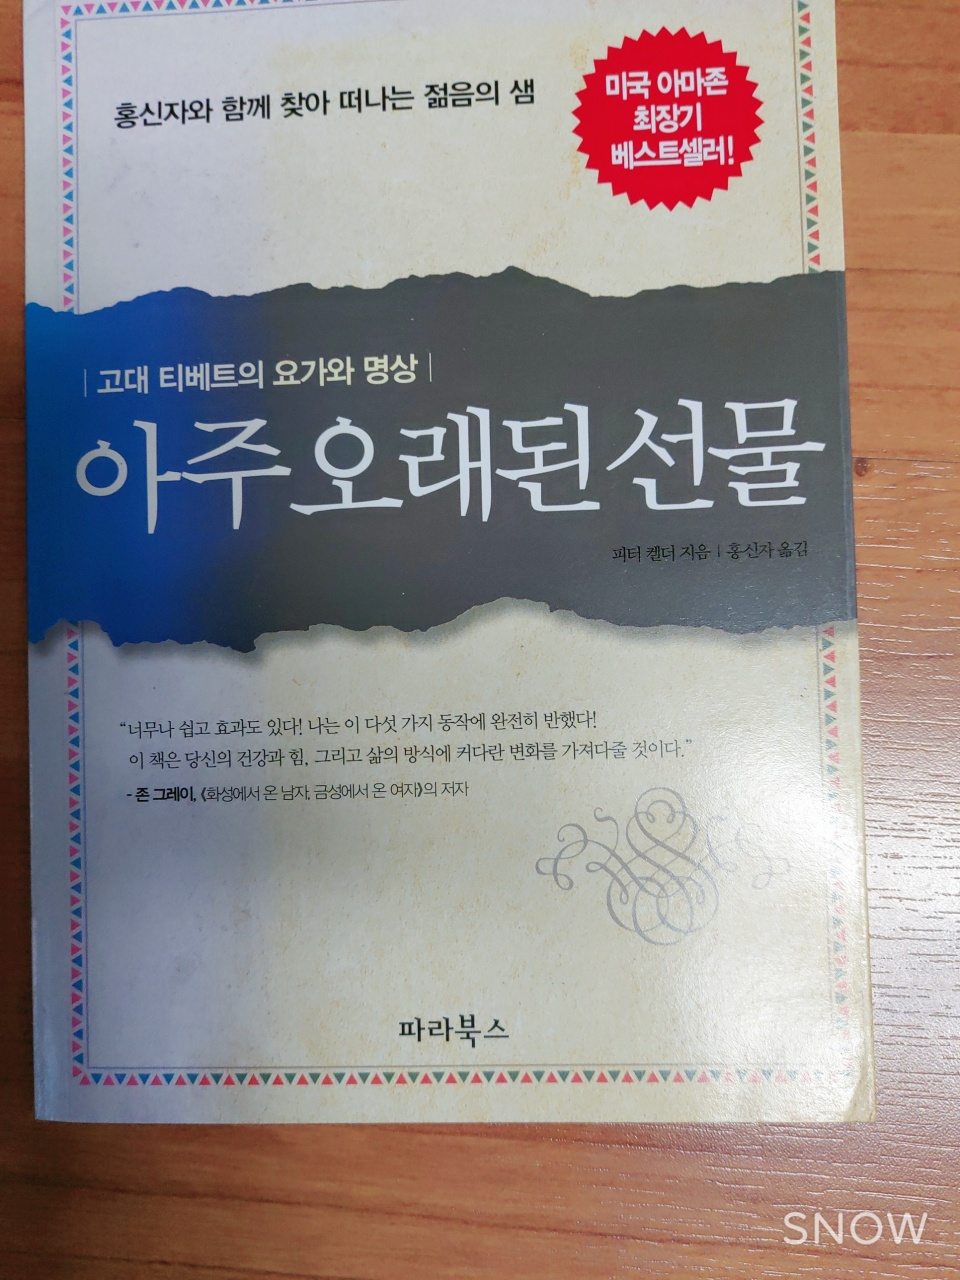 홍신자와 함께 찾아 떠나는 젊음의 샘
미국 아마존
최장기
베스트셀러!
| 고대 티베트의 요가와 명상 |
아주 오래된 선물
피터 켈더 지음 | 홍신자 옮김
“너무나 쉽고 효과도 있다! 나는 이 다섯 가지 동작에 완전히 반했다!
이 책은 당신의 건강과 힘, 그리고 삶의 방식에 커다란 변화를 가져다줄 것이다.”
- 존 그레이, 《화성에서 온 남자, 금성에서 온 여자》의 저자
파라북스
SNOW